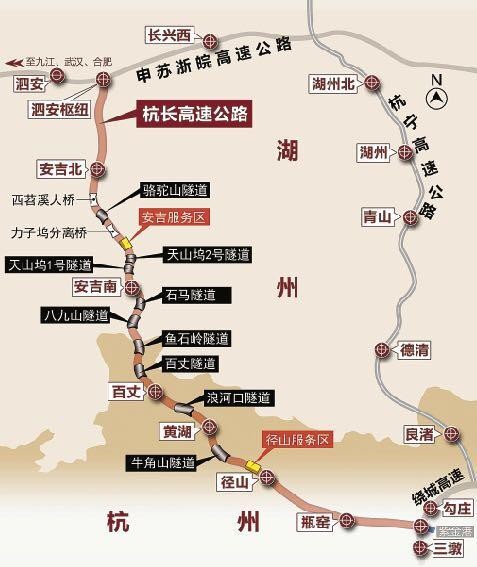 长兴西
申苏浙皖高速公路
至九江、武汉、合肥
泗安
泗安枢纽
N
湖州北
杭宁高速公路
杭长高速公路
湖州
湖州
安吉北
骆驼山隧道
西苕溪大桥
安吉服务区
青山
力子坞分离桥
天山坞2号隧道
天山坞1号隧道
安吉南
石马隧道
八九山隧道
鱼石岭隧道
德清
百丈隧道
百丈
浪河口隧道
黄湖
径山服务区
良渚
牛角山隧道
径山
绕城高速
勾庄
杭州
瓶窑
紫金港
三墩